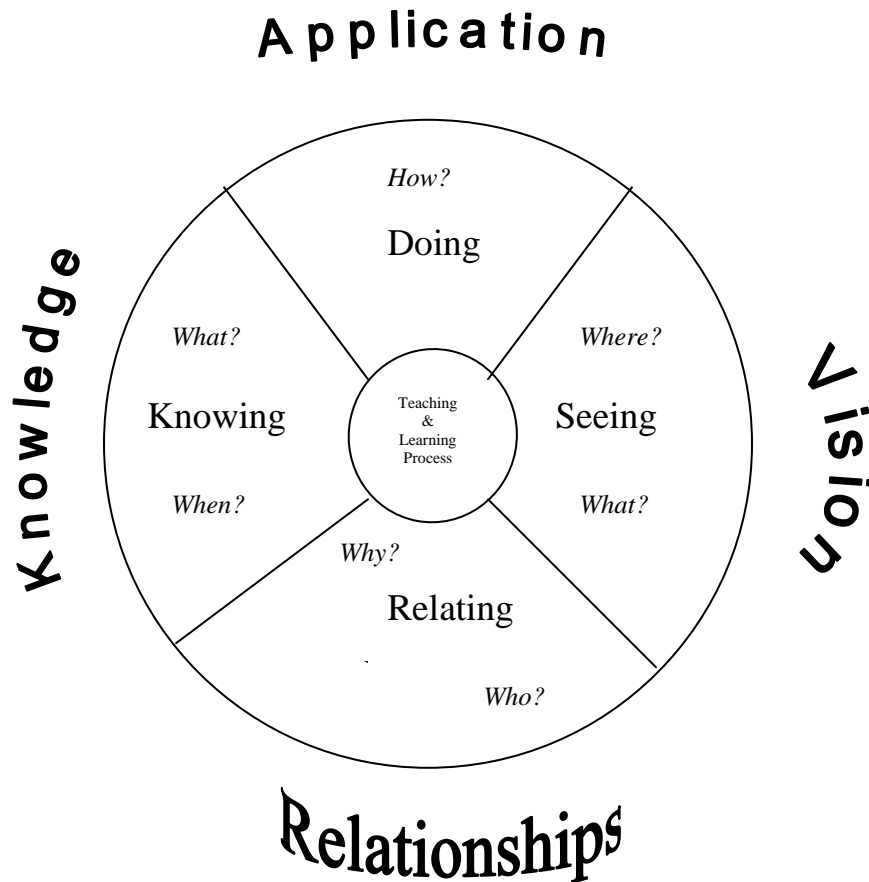 Application
How?
Doing
Knowledge
What?
Knowing
When?
Teaching
&
Learning
Process
Where?
Seeing
What?
Vision
Why?
Relating
Who?
Relationships